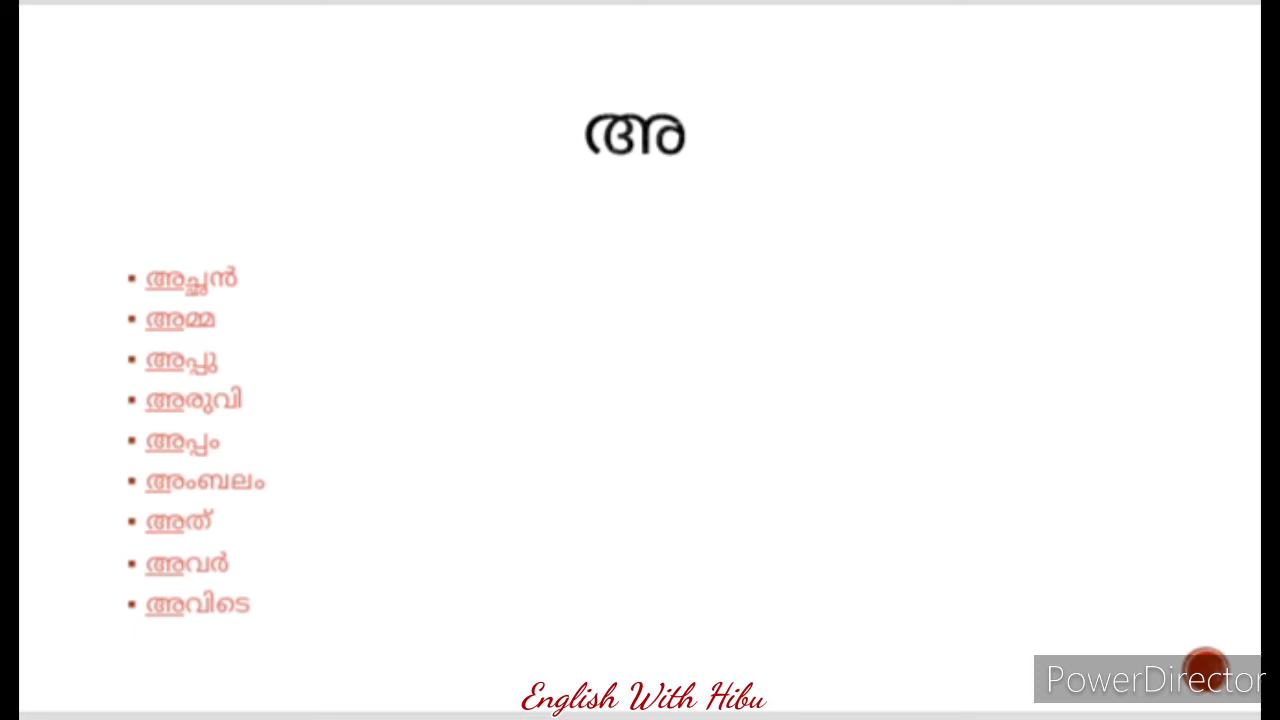 അ
അച്ഛൻ
അമ്മ
അപ്പു
അരുവി
അപ്പം
അംബലം
അത്
അവർ
അവിടെ
PowerDirector
English With Hibu